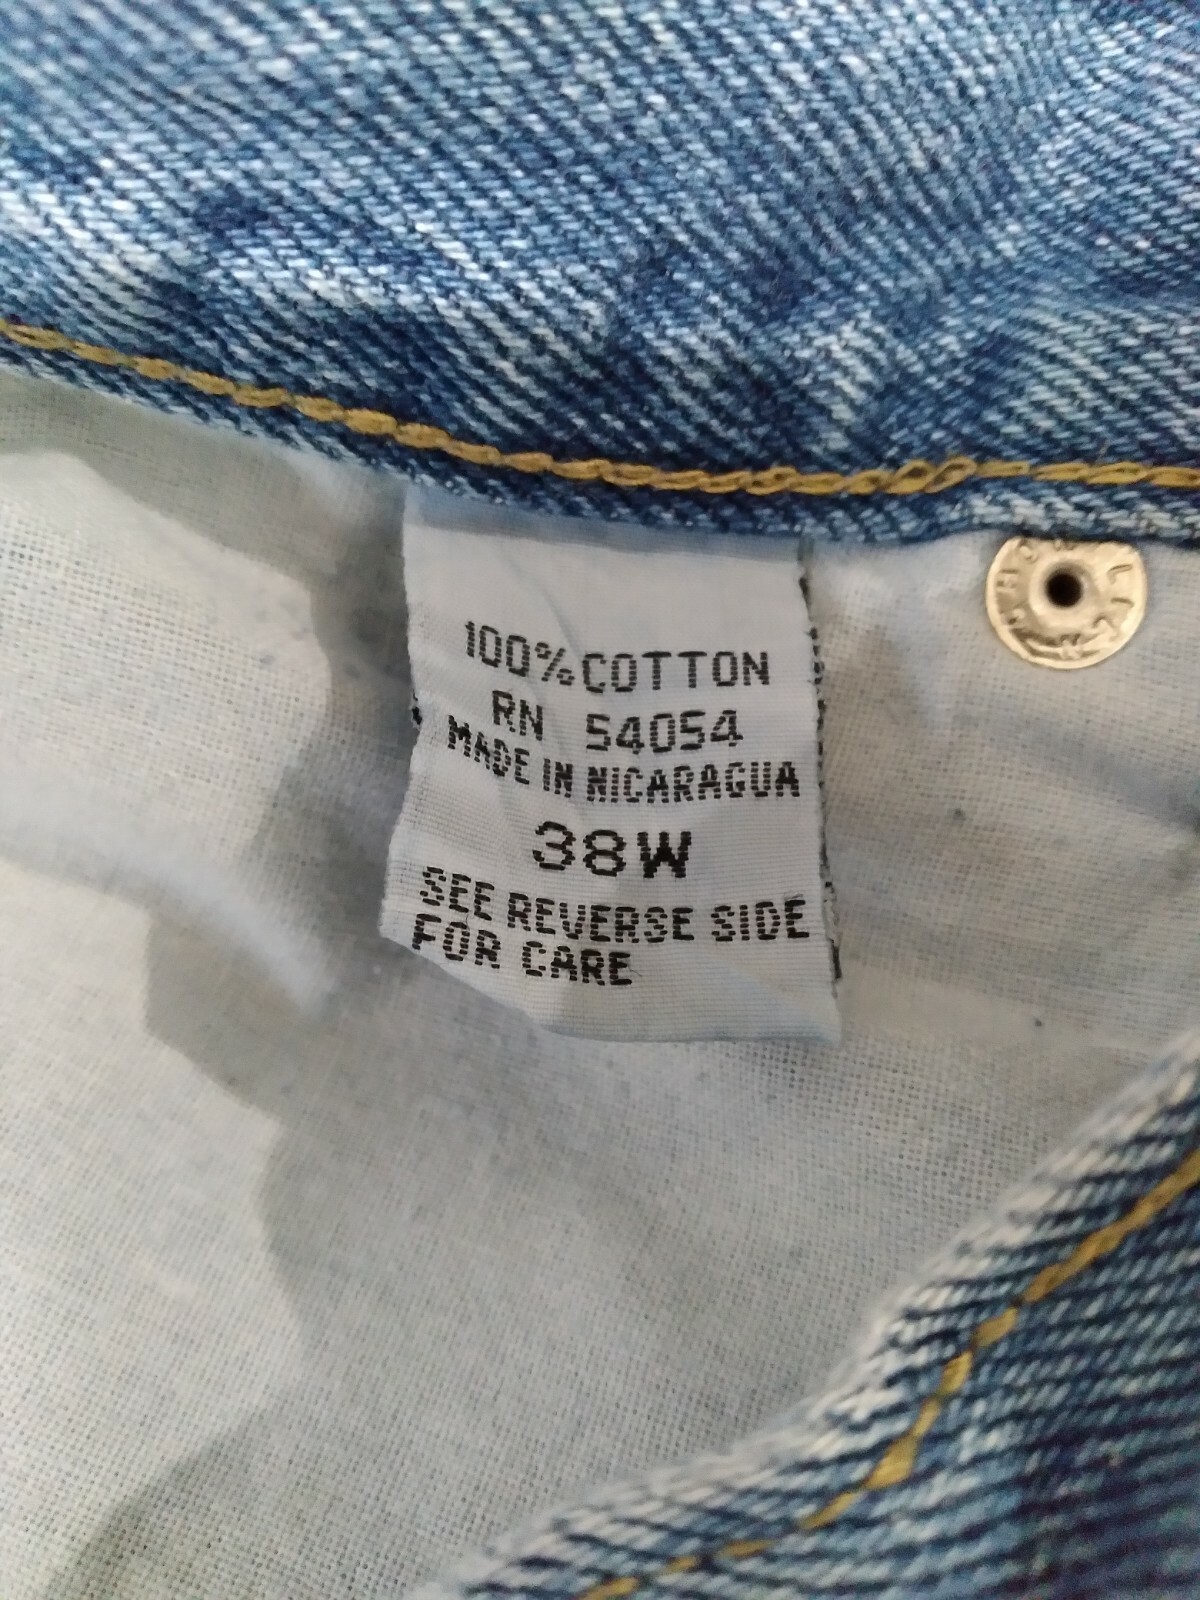 100% COTTON
RN 54054
MADE IN NICARAGUA
38W
SEE REVERSE SIDE
FOR CARE